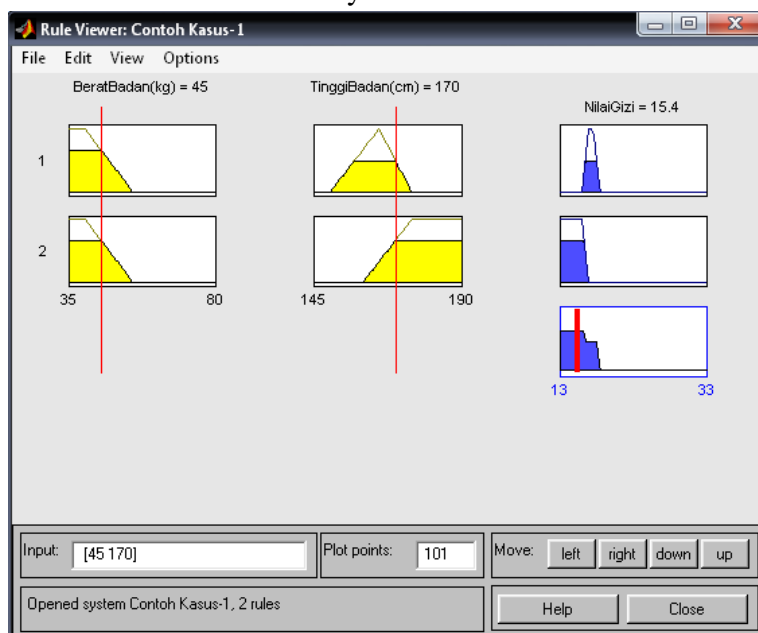 Rule Viewer: Contoh Kasus-1
File Edit View Options
BeratBadan(kg) = 45 TinggiBadan(cm) = 170
NilaiGizi = 15.4
1
2
35 80 145 190
13 33
Input: [45 170] Plot points: 101 Move: left right down up
Opened system Contoh Kasus-1, 2 rules Help Close